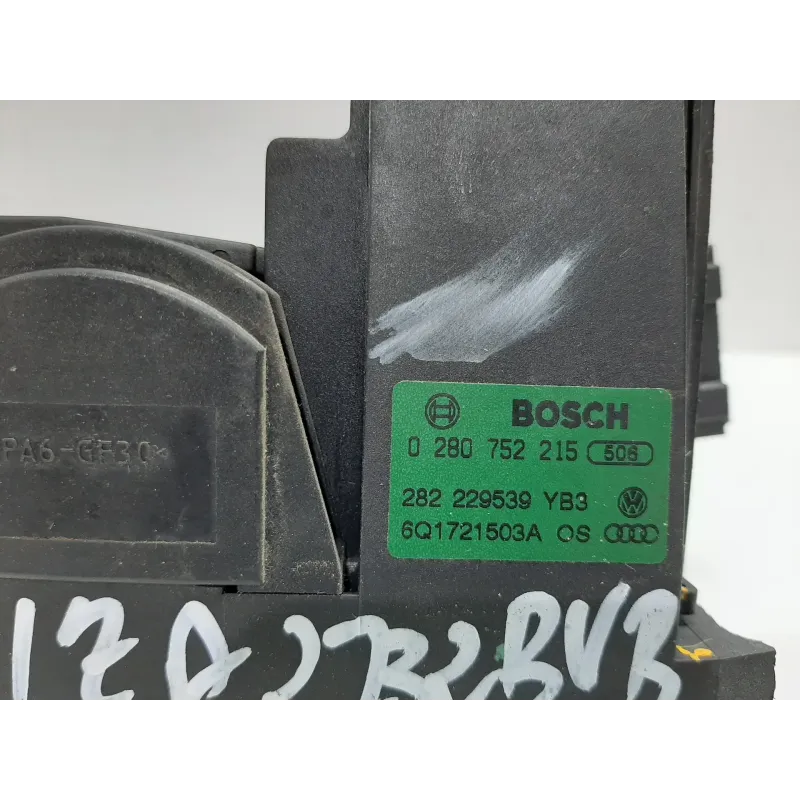 PA6-GF30<
BOSCH
0 280 752 215 506
282 229539 YB3
6Q1721503A OS